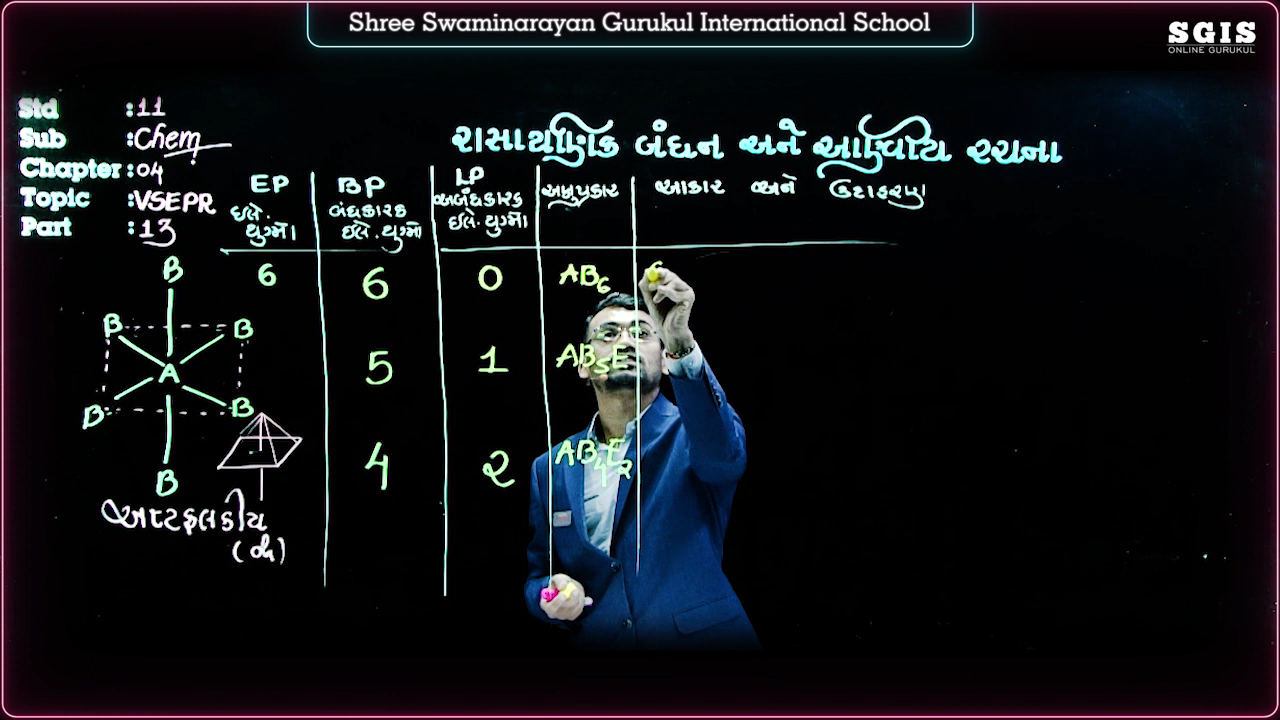 Shree Swaminarayan Gurukul International School
SGIS
ONLINE GURUKUL
Std :11
Sub :Chem
Chapter :04
Topic :VSEPR
Part :13
રાસાયણિક બંધન અને આણ્વીય રચના
EP BP LP અણુપ્રકાર આકાર અને ઉદાહરણ
ઇલે. યુગ્મો બંધકારક ઇલે. યુગ્મો અબંધકારક ઇલે. યુગ્મો
6 6 0 AB₆
5 1 AB₅E
4 2 AB₄E₂
B
B B
A
B B
B
અષ્ટફલકીય